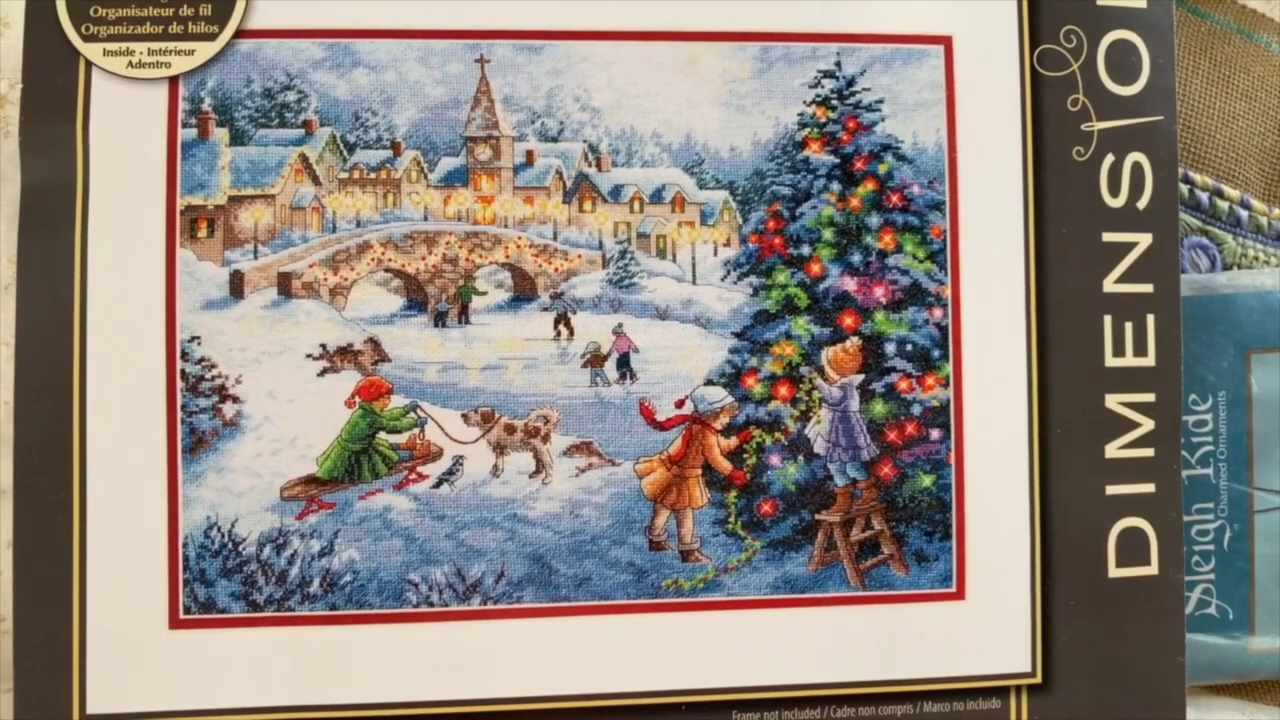 Organisateur de fil
Organizador de hilos
Inside • Intérieur
Adentro
Frame not included / Cadre non compris / Marco no incluido
Sleigh Ride
Charmed Ornaments